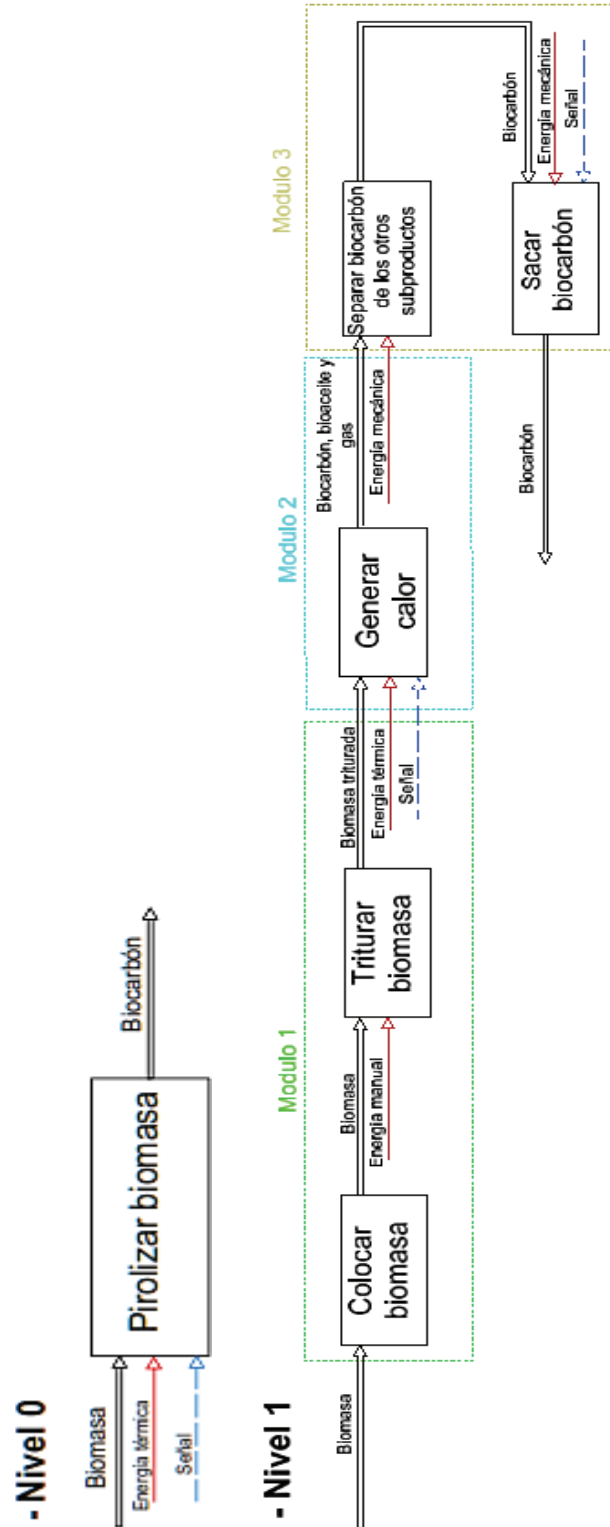 - Nivel 0
Biomasa
Energía térmica
Señal
Pirolizar biomasa
Biocarbón
- Nivel 1
Modulo 1
Biomasa
Colocar
biomasa
Biomasa
Energía manual
Triturar
biomasa
Biomasa triturada
Energía térmica
Señal
Modulo 2
Generar
calor
Biocarbón, bioaceite y
gas
Energía mecánica
Modulo 3
Separar biocarbón
de los otros
subproductos
Biocarbón
Energía mecánica
Señal
Sacar
biocarbón
Biocarbón